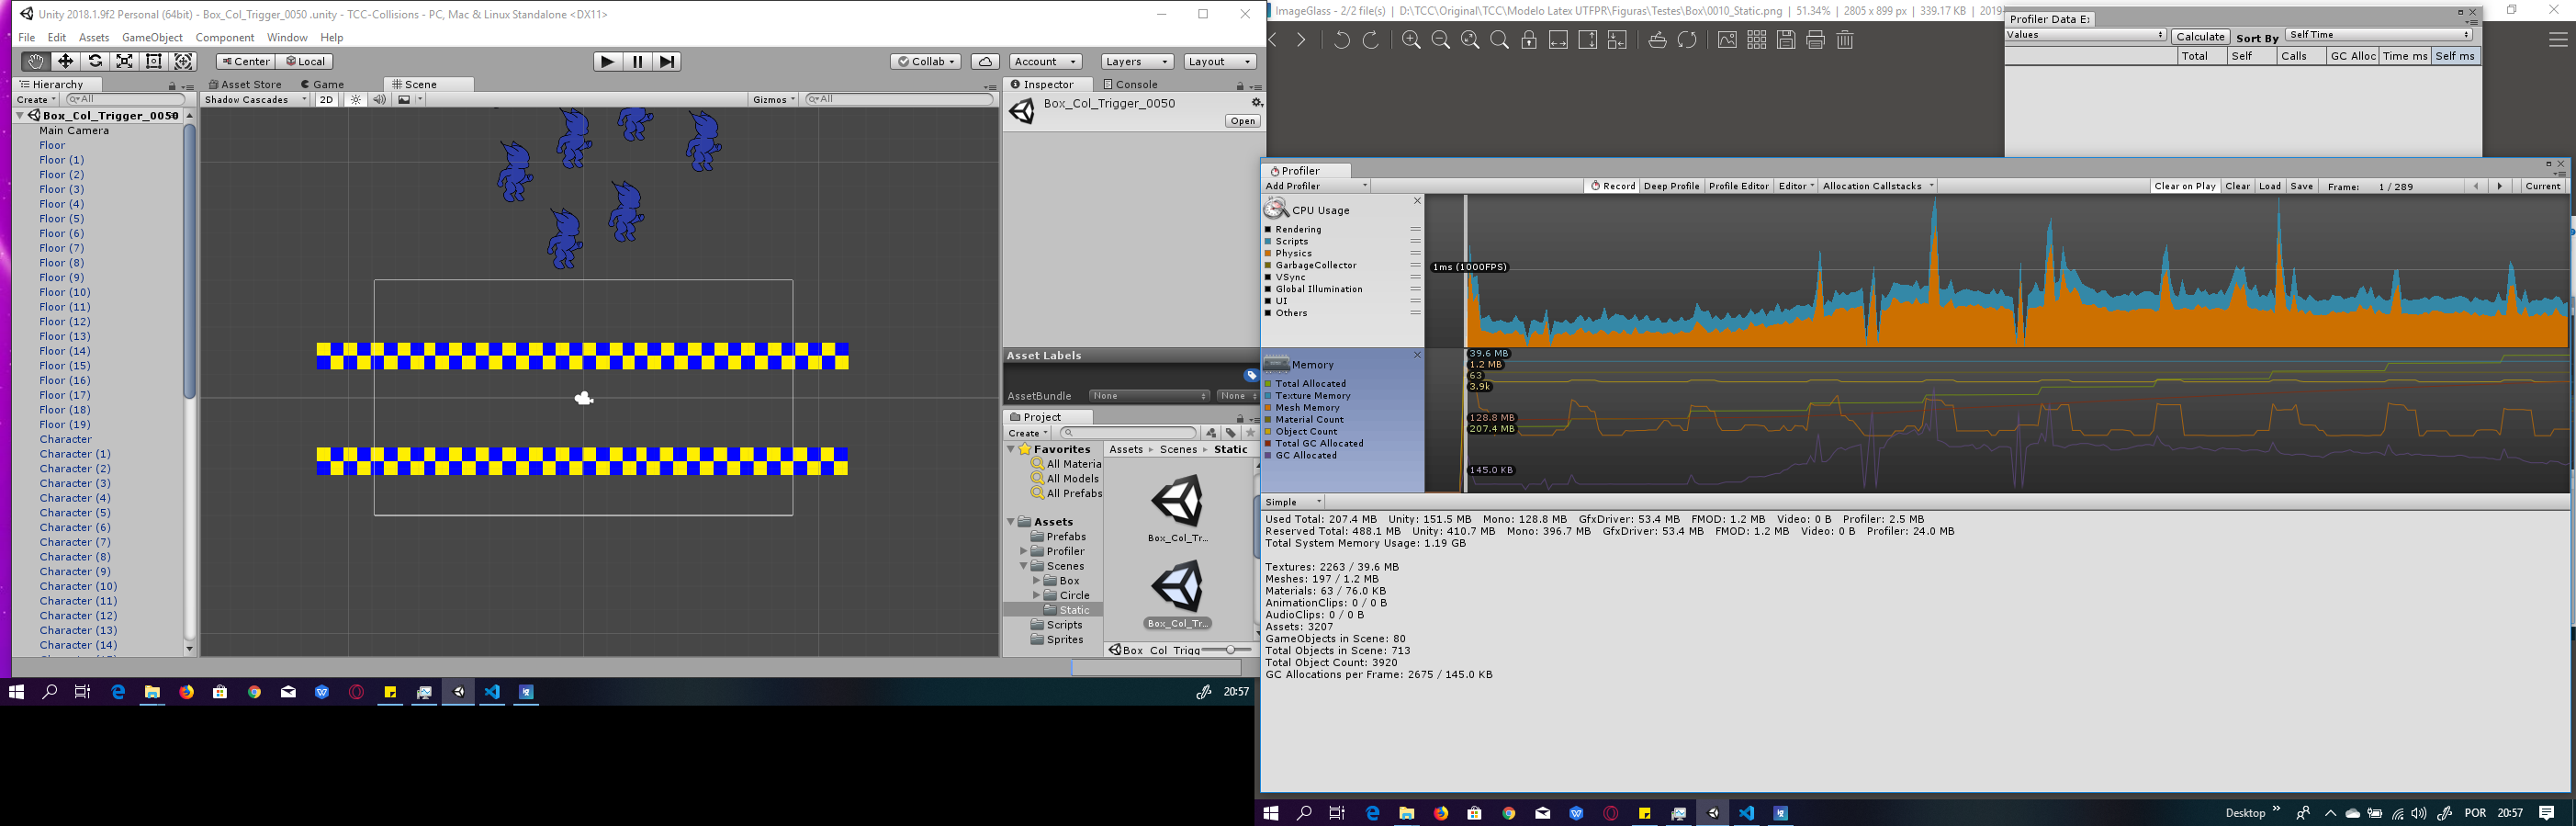 Unity 2018.1.9f2 Personal (64bit) - Box_Col_Trigger_0050 .unity - TCC-Collisions - PC, Mac & Linux Standalone <DX11>
File Edit Assets GameObject Component Window Help
Center Local
Collab Account Layers Layout
Hierarchy
Create All
Box_Col_Trigger_0050
Main Camera
Floor
Floor (1)
Floor (2)
Floor (3)
Floor (4)
Floor (5)
Floor (6)
Floor (7)
Floor (8)
Floor (9)
Floor (10)
Floor (11)
Floor (12)
Floor (13)
Floor (14)
Floor (15)
Floor (16)
Floor (17)
Floor (18)
Floor (19)
Character
Character (1)
Character (2)
Character (3)
Character (4)
Character (5)
Character (6)
Character (7)
Character (8)
Character (9)
Character (10)
Character (11)
Character (12)
Character (13)
Character (14)
Asset Store Game Scene
Shadow Cascades 2D Gizmos All
Inspector Console
Box_Col_Trigger_0050
Open
Asset Labels
AssetBundle None None
Project
Create
Favorites
All Materia
All Models
All Prefabs
Assets
Prefabs
Profiler
Scenes
Box
Circle
Static
Scripts
Sprites
Assets Scenes Static
Box_Col_Tr...
Box_Col_Tr...
Box_Col_Trigg
20:57
ImageGlass - 2/2 file(s) | D:\TCC\Original\TCC\Modelo Latex UTFPR\Figuras\Testes\Box\0010_Static.png | 51.34% | 2805 x 899 px | 339.17 KB | 2019
Profiler Data E
Values Calculate Sort By Self Time
Total Self Calls GC Alloc Time ms Self ms
Profiler
Add Profiler Record Deep Profile Profile Editor Editor Allocation Callstacks Clear on Play Clear Load Save Frame: 1 / 289 Current
CPU Usage
Rendering
Scripts
Physics
GarbageCollector
VSync
Global Illumination
UI
Others
1ms (1000FPS)
Memory
Total Allocated
Texture Memory
Mesh Memory
Material Count
Object Count
Total GC Allocated
GC Allocated
39.6 MB
1.2 MB
63
3.9k
128.8 MB
207.4 MB
145.0 KB
Simple
Used Total: 207.4 MB Unity: 151.5 MB Mono: 128.8 MB GfxDriver: 53.4 MB FMOD: 1.2 MB Video: 0 B Profiler: 2.5 MB
Reserved Total: 488.1 MB Unity: 410.7 MB Mono: 396.7 MB GfxDriver: 53.4 MB FMOD: 1.2 MB Video: 0 B Profiler: 24.0 MB
Total System Memory Usage: 1.19 GB
Textures: 2263 / 39.6 MB
Meshes: 197 / 1.2 MB
Materials: 63 / 76.0 KB
AnimationClips: 0 / 0 B
AudioClips: 0 / 0 B
Assets: 3207
GameObjects in Scene: 80
Total Objects in Scene: 713
Total Object Count: 3920
GC Allocations per Frame: 2675 / 145.0 KB
Desktop POR 20:57